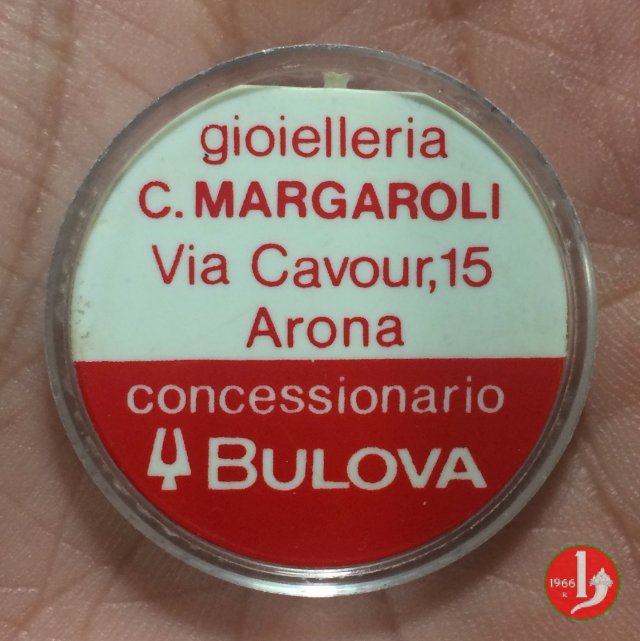 gioielleria
C. MARGAROLI
Via Cavour, 15
Arona
concessionario
BULOVA
1966
R